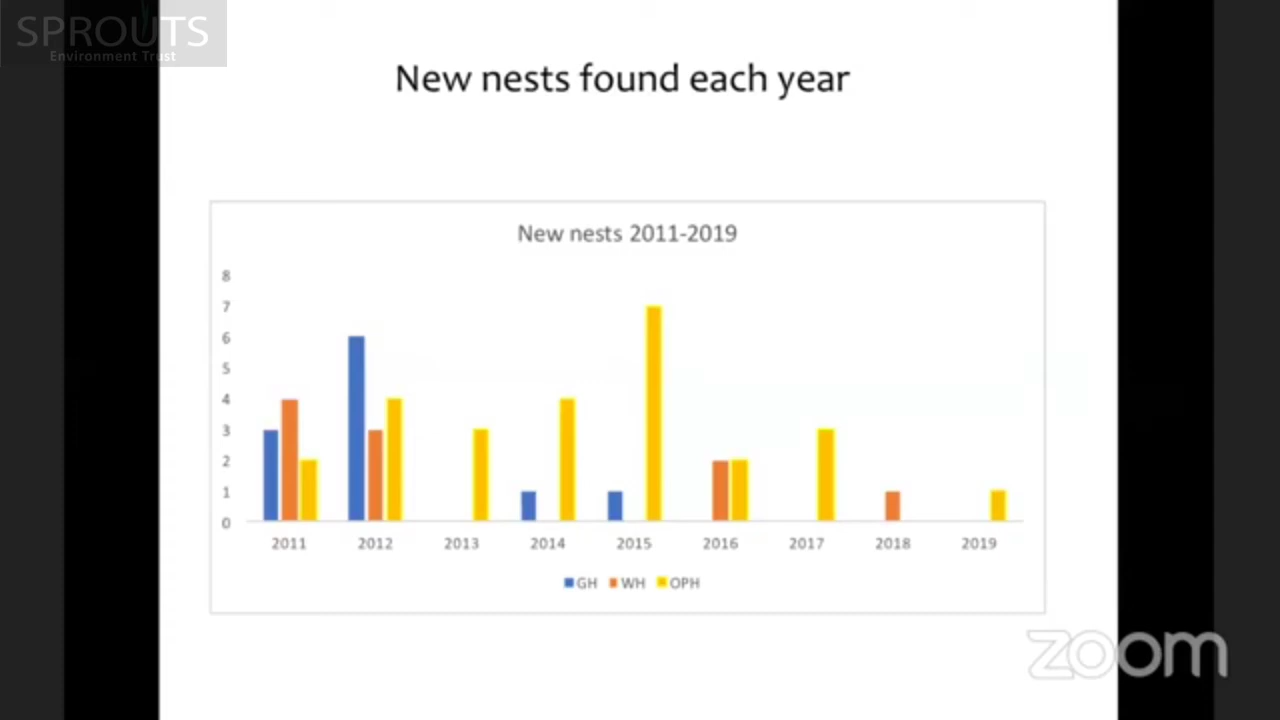 SPROUTS
Environment Trust
New nests found each year
New nests 2011-2019
8
7
6
5
4
3
2
1
0
2011 2012 2013 2014 2015 2016 2017 2018 2019
GH WH OPH
zoom